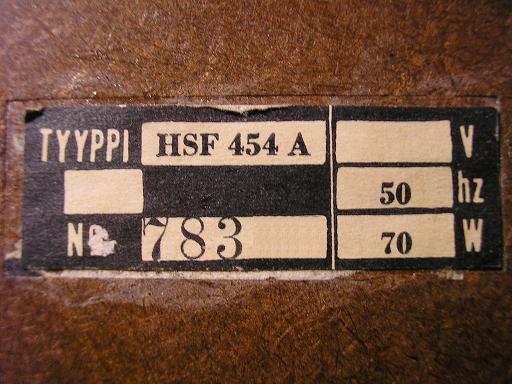 TYYPPI HSF 454 A V
50 hz
No 783 70 W